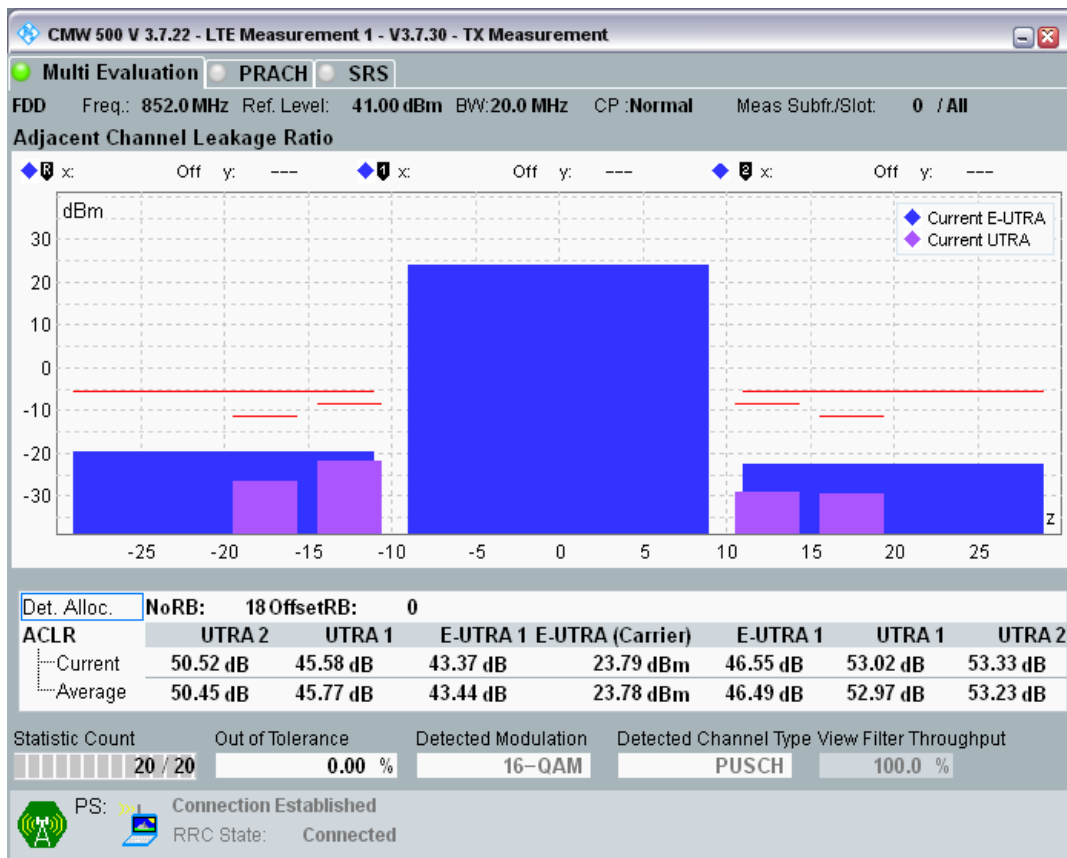 CMW 500 V 3.7.22 - LTE Measurement 1 - V3.7.30 - TX Measurement
Multi Evaluation PRACH SRS
FDD Freq.: 852.0 MHz Ref. Level: 41.00 dBm BW:20.0 MHz CP :Normal Meas Subfr./Slot: 0 / All
Adjacent Channel Leakage Ratio
R x: Off y: --- 1 x: Off y: --- 2 x: Off y: ---
dBm
Current E-UTRA
Current UTRA
30
20
10
0
-10
-20
-30
z
-25 -20 -15 -10 -5 0 5 10 15 20 25
Det. Alloc. NoRB: 18 OffsetRB: 0
ACLR UTRA 2 UTRA 1 E-UTRA 1 E-UTRA (Carrier) E-UTRA 1 UTRA 1 UTRA 2
Current 50.52 dB 45.58 dB 43.37 dB 23.79 dBm 46.55 dB 53.02 dB 53.33 dB
Average 50.45 dB 45.77 dB 43.44 dB 23.78 dBm 46.49 dB 52.97 dB 53.23 dB
Statistic Count Out of Tolerance Detected Modulation Detected Channel Type View Filter Throughput
20 / 20 0.00 % 16-QAM PUSCH 100.0 %
PS: Connection Established
RRC State: Connected